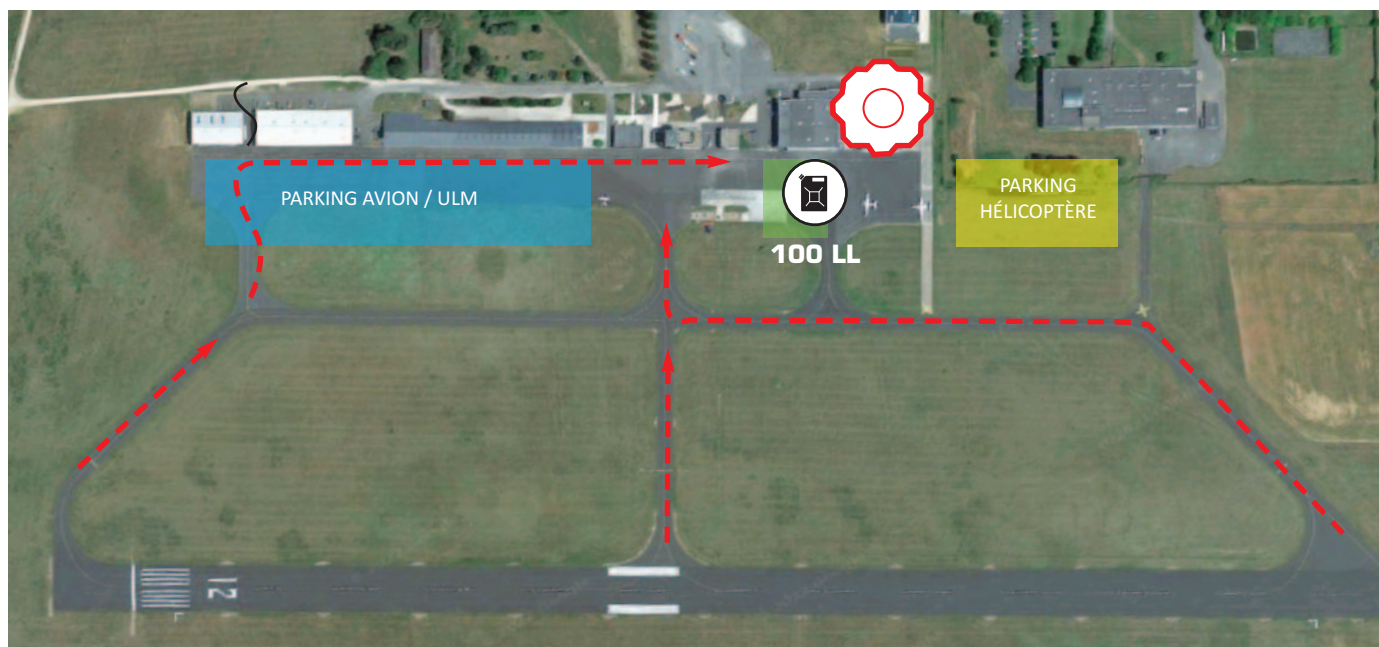 PARKING AVION / ULM
PARKING
HÉLICOPTÈRE
100 LL
12